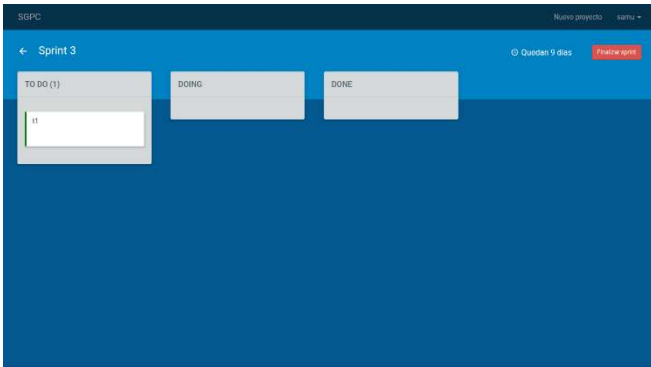 SGPC
Nuevo proyecto samu
← Sprint 3
Quedan 9 días
Finalizar sprint
TO DO (1)
DOING
DONE
t1